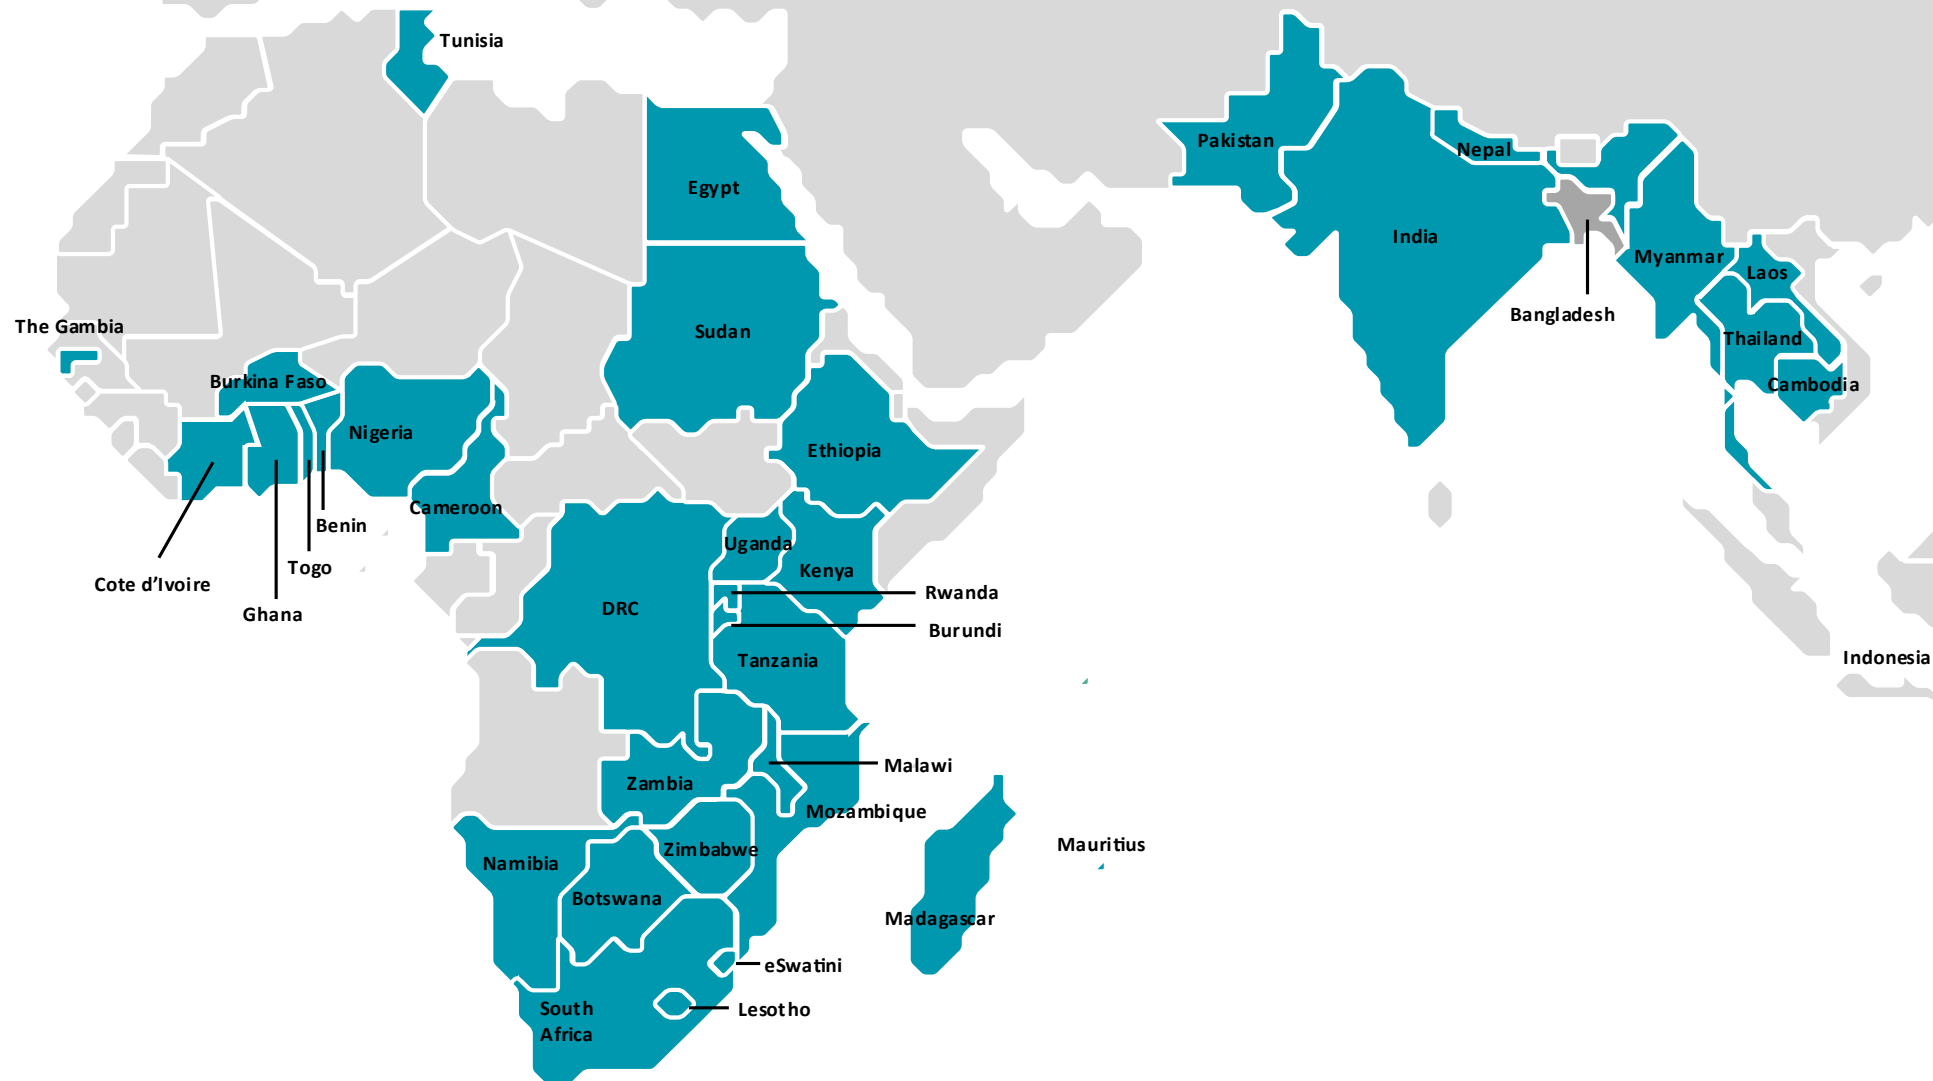 Tunisia
Pakistan
Nepal
Egypt
India
Myanmar
Laos
Bangladesh
The Gambia
Sudan
Thailand
Burkina Faso
Cambodia
Nigeria
Ethiopia
Cameroon
Benin
Uganda
Togo
Kenya
Cote d’Ivoire
Rwanda
DRC
Ghana
Burundi
Indonesia
Tanzania
Malawi
Zambia
Mozambique
Mauritius
Zimbabwe
Namibia
Botswana
Madagascar
eSwatini
South
Africa
Lesotho